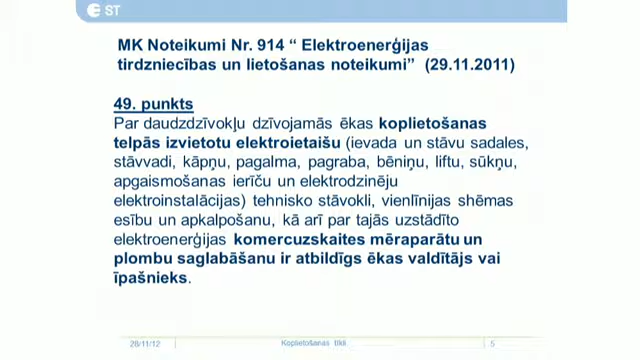 ST
MK Noteikumi Nr. 914 “ Elektroenerģijas
tirdzniecības un lietošanas noteikumi” (29.11.2011)
49. punkts
Par daudzdzīvokļu dzīvojamās ēkas koplietošanas
telpās izvietoto elektroietaišu (ievada un stāvu sadales,
stāvvadi, kāpņu, pagalma, pagraba, bēniņu, liftu, sūkņu,
apgaismošanas ierīču un elektrodzinēju
elektroinstalācijas) tehnisko stāvokli, vienlīnijas shēmas
esību un apkalpošanu, kā arī par tajās uzstādīto
elektroenerģijas komercuzskaites mēraparātu un
plombu saglabāšanu ir atbildīgs ēkas valdītājs vai
īpašnieks.
28/11/12 Koplietošanas tīkli 5